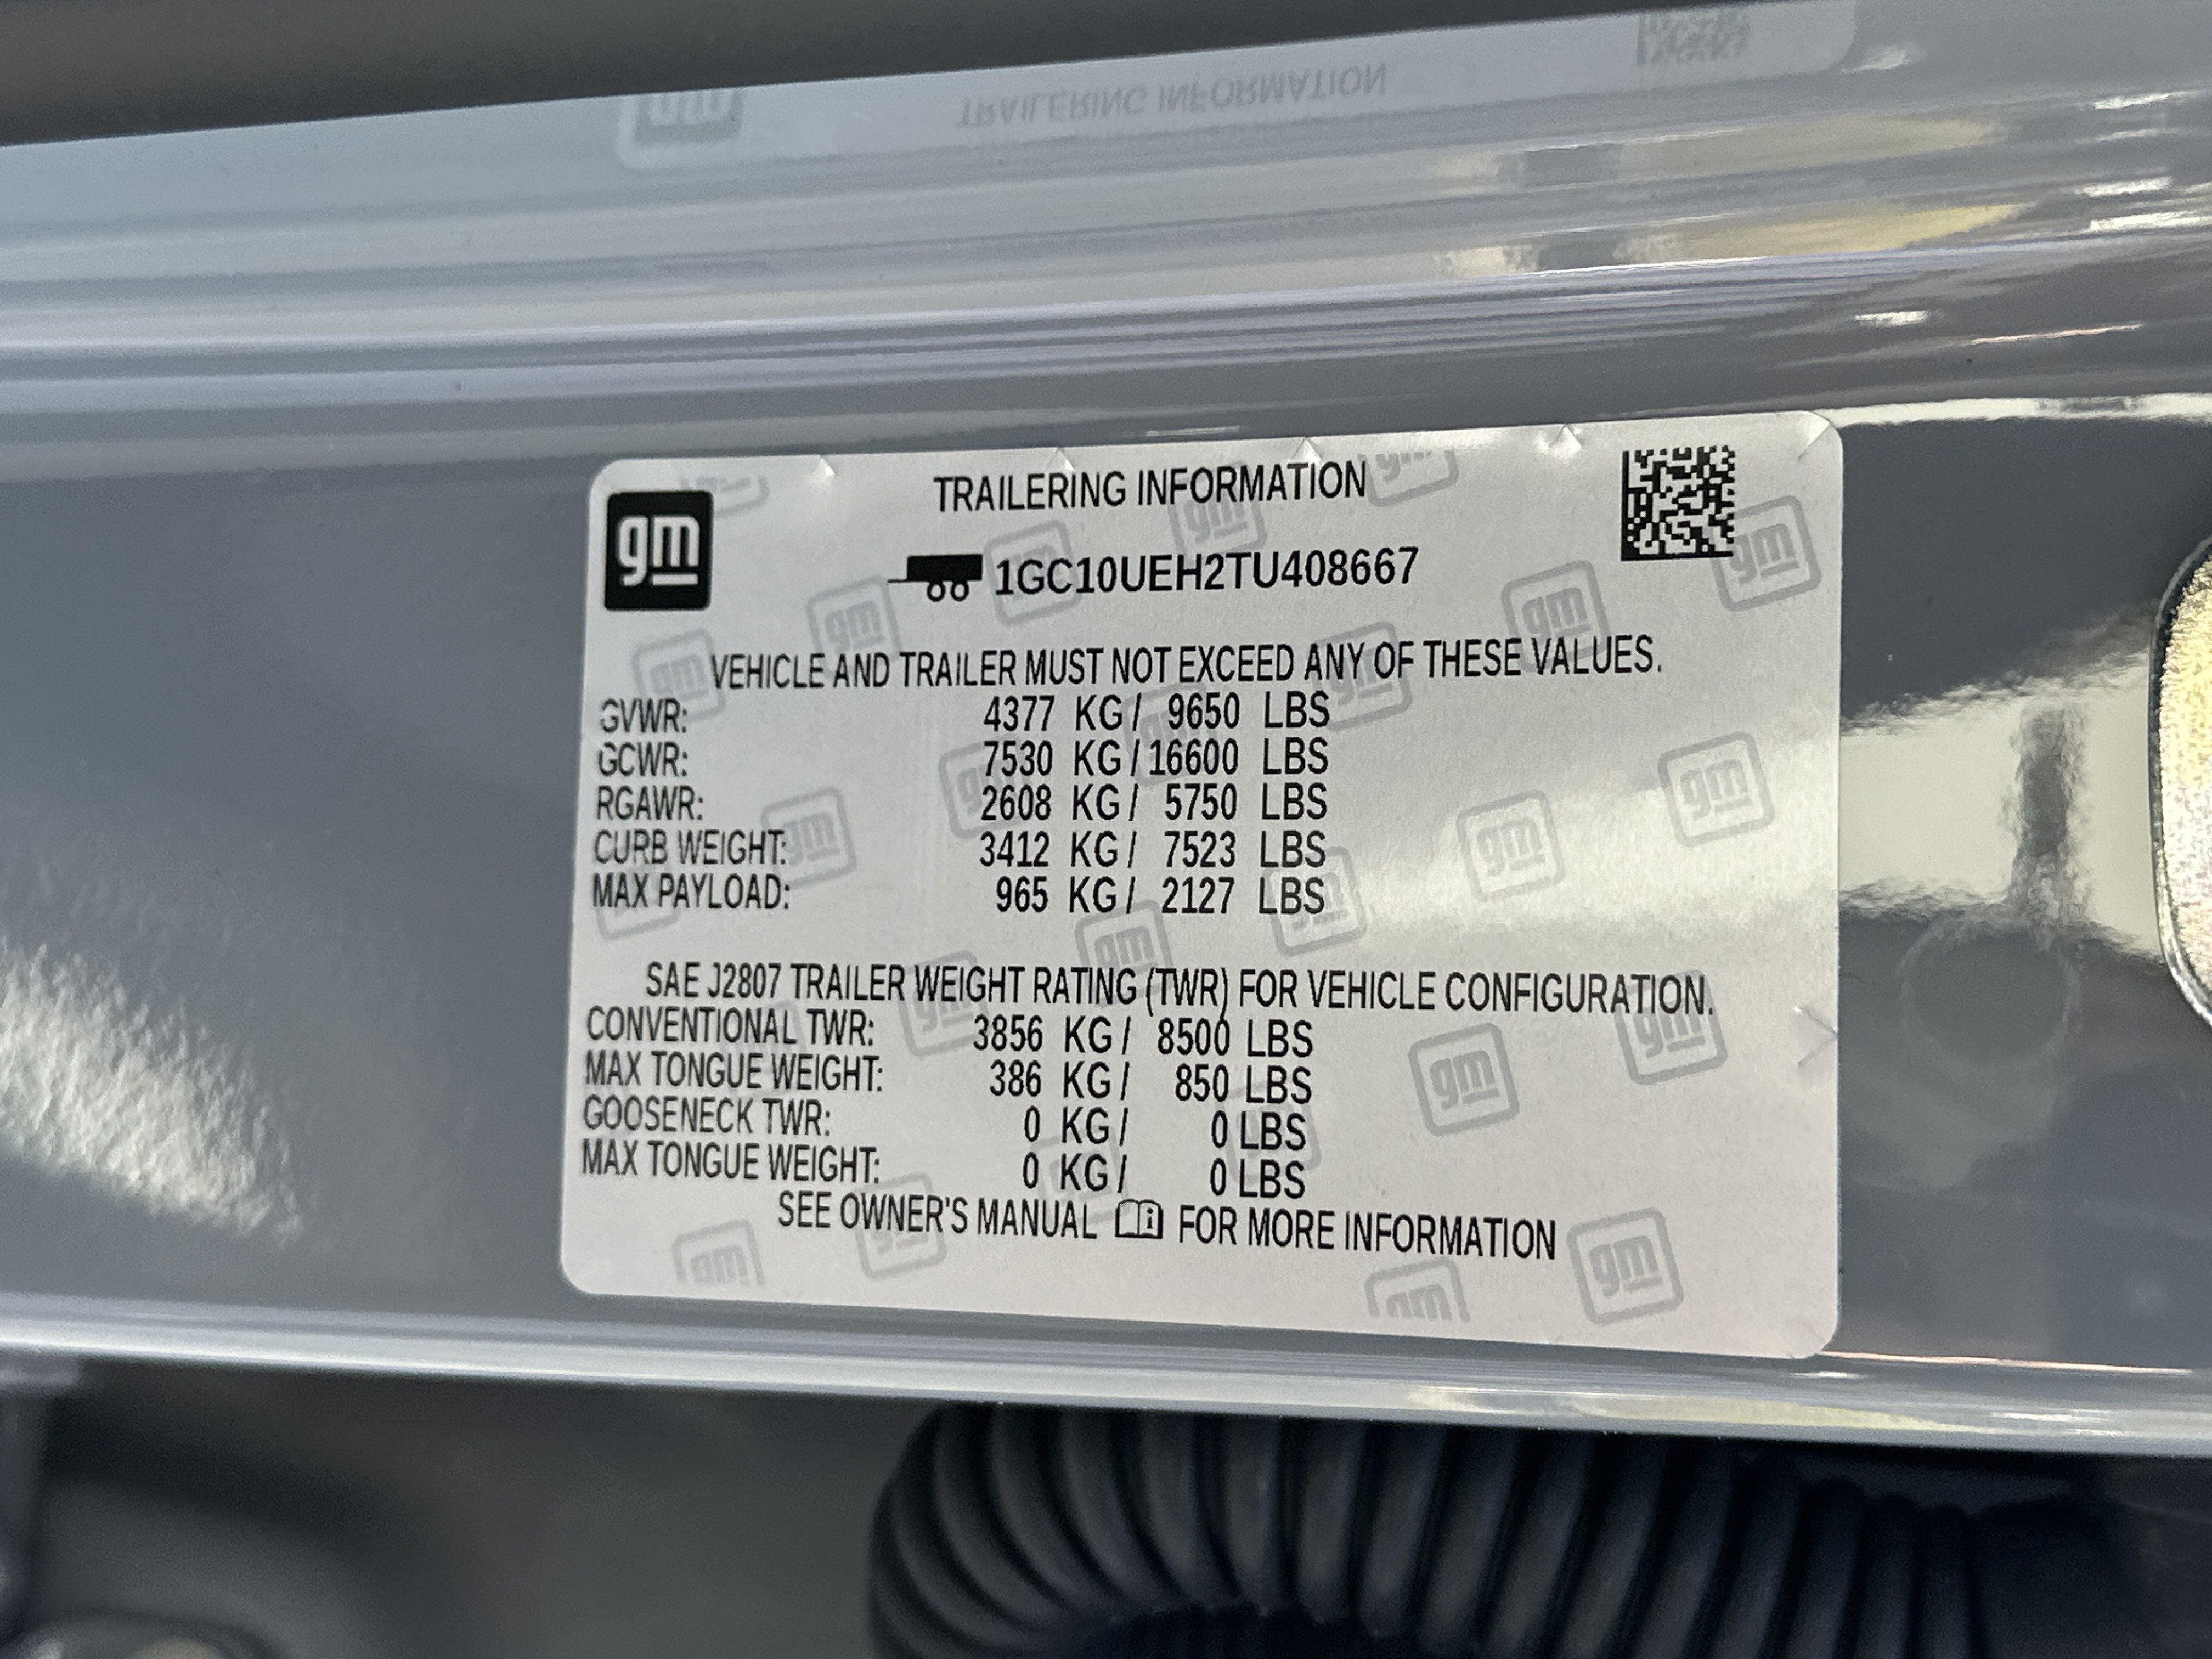 TRAILERING INFORMATION
gm
TRAILERING INFORMATION
1GC10UEH2TU408667
VEHICLE AND TRAILER MUST NOT EXCEED ANY OF THESE VALUES.
GVWR: 4377 KG / 9650 LBS
GCWR: 7530 KG / 16600 LBS
RGAWR: 2608 KG / 5750 LBS
CURB WEIGHT: 3412 KG / 7523 LBS
MAX PAYLOAD: 965 KG / 2127 LBS
SAE J2807 TRAILER WEIGHT RATING (TWR) FOR VEHICLE CONFIGURATION.
CONVENTIONAL TWR: 3856 KG / 8500 LBS
MAX TONGUE WEIGHT: 386 KG / 850 LBS
GOOSENECK TWR: 0 KG / 0 LBS
MAX TONGUE WEIGHT: 0 KG / 0 LBS
SEE OWNER'S MANUAL FOR MORE INFORMATION